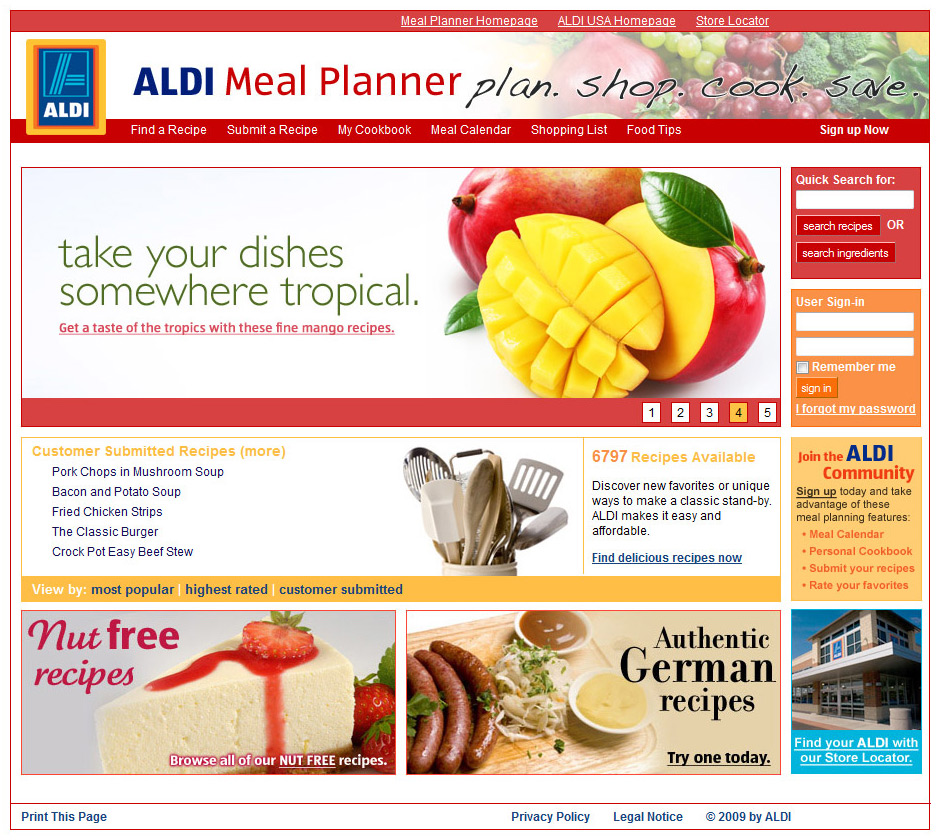 Meal Planner Homepage ALDI USA Homepage Store Locator
ALDI
ALDI Meal Planner plan. shop. cook. save.
Find a Recipe Submit a Recipe My Cookbook Meal Calendar Shopping List Food Tips Sign up Now
take your dishes
somewhere tropical.
Get a taste of the tropics with these fine mango recipes.
1 2 3 4 5
Quick Search for:
search recipes OR
search ingredients
User Sign-in
Remember me
sign in
I forgot my password
Customer Submitted Recipes (more)
Pork Chops in Mushroom Soup
Bacon and Potato Soup
Fried Chicken Strips
The Classic Burger
Crock Pot Easy Beef Stew
6797 Recipes Available
Discover new favorites or unique
ways to make a classic stand-by.
ALDI makes it easy and
affordable.
Find delicious recipes now
View by: most popular | highest rated | customer submitted
Join the ALDI
Community
Sign up today and take
advantage of these
meal planning features:
• Meal Calendar
• Personal Cookbook
• Submit your recipes
• Rate your favorites
Nut free
recipes
Browse all of our NUT FREE recipes.
Authentic
German
recipes
Try one today.
Find your ALDI with
our Store Locator.
Print This Page Privacy Policy Legal Notice © 2009 by ALDI